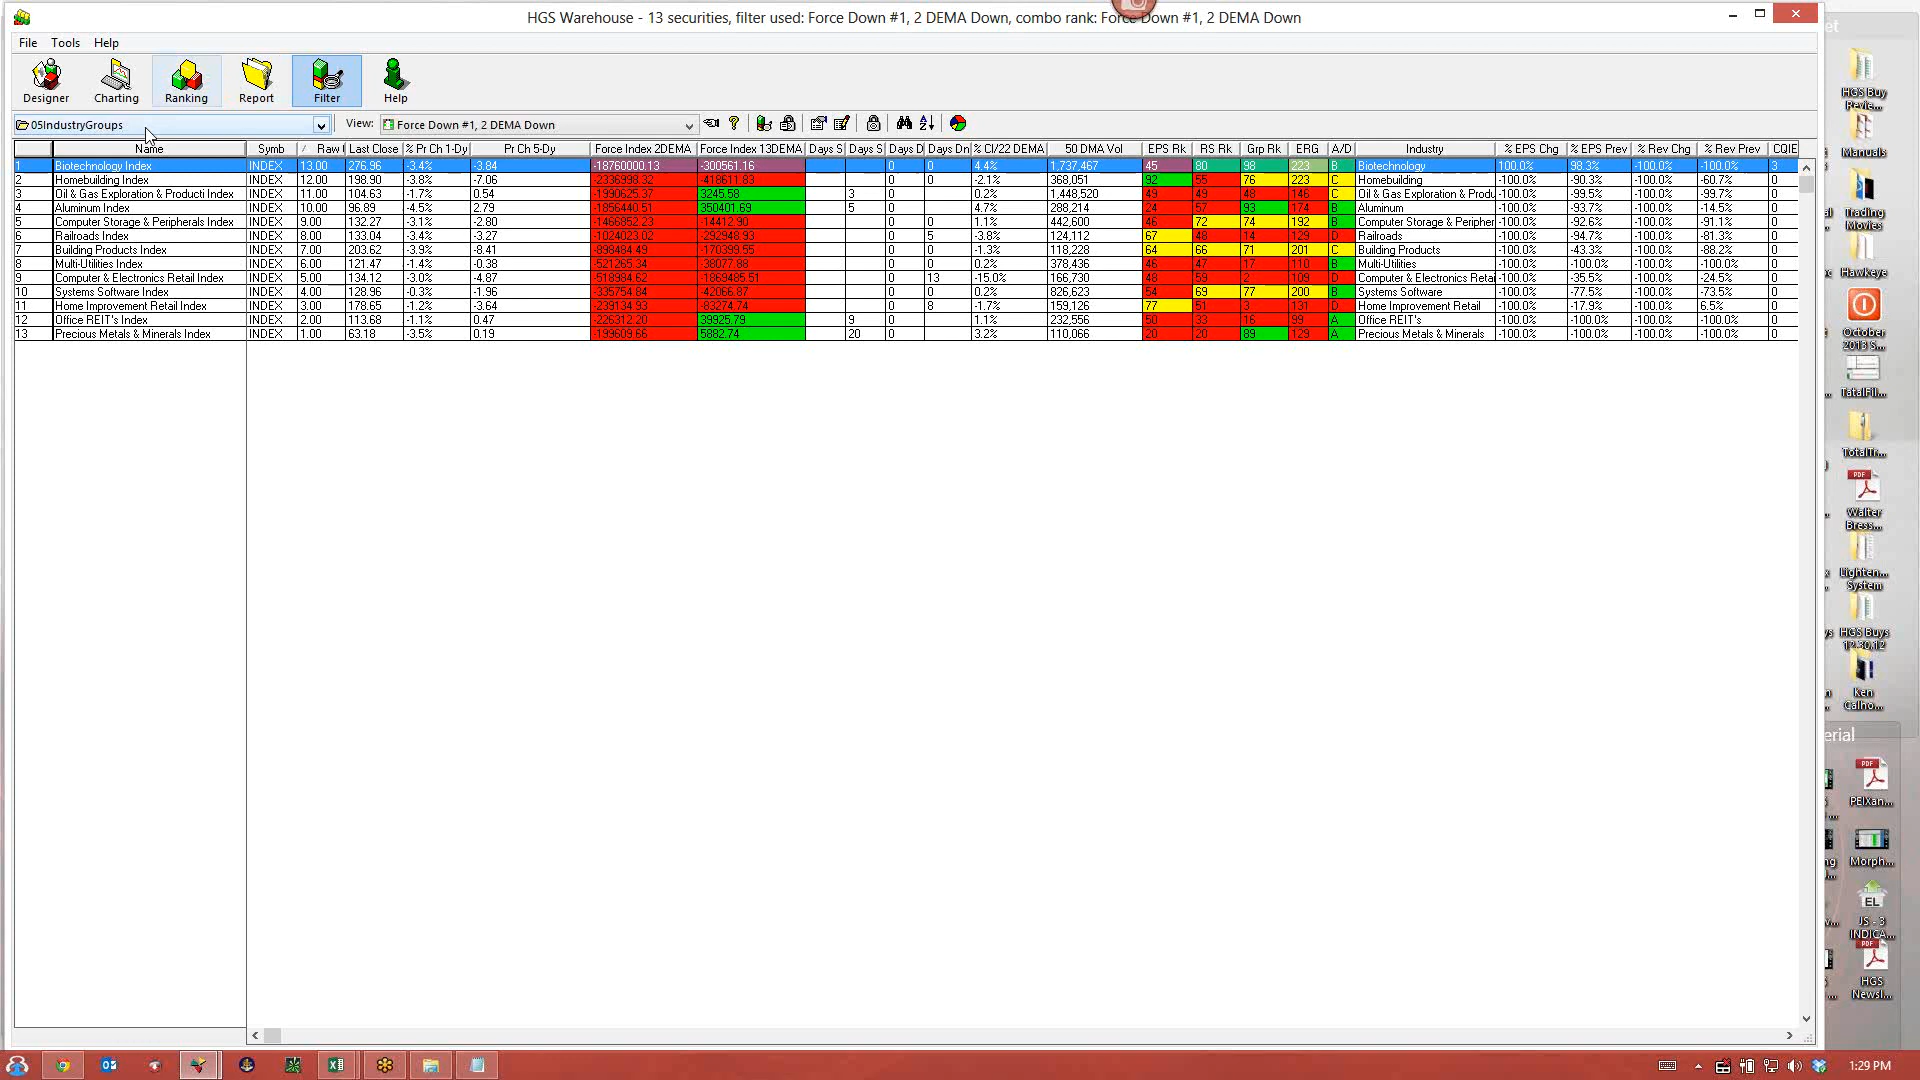 HGS Warehouse - 13 securities, filter used: Force Down #1, 2 DEMA Down, combo rank: Force Down #1, 2 DEMA Down
File Tools Help
Designer Charting Ranking Report Filter Help
05IndustryGroups View: Force Down #1, 2 DEMA Down
Name Symb Raw Last Close % Pr Ch 1-Dy Pr Ch 5-Dy Force Index 2DEMA Force Index 13DEMA Days S Days S Days D Days Dn % Cl/22 DEMA 50 DMA Vol EPS Rk RS Rk Grp Rk ERG A/D Industry % EPS Chg % EPS Prev % Rev Chg % Rev Prev CQIE
1 Biotechnology Index INDEX 13.00 276.96 -3.4% -3.84 -18760000.13 -300561.16 0 0 4.4% 1,737,467 45 80 98 223 B Biotechnology 100.0% 98.3% -100.0% -100.0% 3
2 Homebuilding Index INDEX 12.00 198.90 -3.8% -7.06 -2336998.32 -418611.83 0 0 -2.1% 368,051 92 55 76 223 C Homebuilding -100.0% -90.3% -100.0% -60.7% 0
3 Oil & Gas Exploration & Producti Index INDEX 11.00 104.63 -1.7% 0.54 -1990625.37 3245.58 3 0 0.2% 1,448,520 49 49 48 146 C Oil & Gas Exploration & Produ -100.0% -99.5% -100.0% -99.7% 0
4 Aluminum Index INDEX 10.00 96.89 -4.5% 2.79 -1856440.51 350401.69 5 0 4.7% 288,214 24 57 93 174 B Aluminum -100.0% -93.7% -100.0% -14.5% 0
5 Computer Storage & Peripherals Index INDEX 9.00 132.27 -3.1% -2.80 -1466852.23 -14412.90 0 0 1.1% 442,600 46 72 74 192 B Computer Storage & Peripher -100.0% -92.6% -100.0% -91.1% 0
6 Railroads Index INDEX 8.00 133.04 -3.4% -3.27 -1024023.02 -292948.93 0 5 -3.8% 124,112 67 48 14 129 D Railroads -100.0% -94.7% -100.0% -81.3% 0
7 Building Products Index INDEX 7.00 203.62 -3.9% -8.41 -898484.49 -170399.55 0 0 -1.3% 118,228 64 66 71 201 C Building Products -100.0% -43.3% -100.0% -88.2% 0
8 Multi-Utilities Index INDEX 6.00 121.47 -1.4% -0.38 -521265.34 -38077.88 0 0 0.2% 378,436 46 47 17 110 B Multi-Utilities -100.0% -100.0% -100.0% -100.0% 0
9 Computer & Electronics Retail Index INDEX 5.00 134.12 -3.0% -4.87 -518984.62 -1869485.51 0 13 -15.0% 166,730 48 59 2 109 D Computer & Electronics Retai -100.0% -35.5% -100.0% -24.5% 0
10 Systems Software Index INDEX 4.00 128.96 -0.3% -1.96 -335754.84 -42066.87 0 0 0.2% 826,623 54 69 77 200 B Systems Software -100.0% -77.5% -100.0% -73.5% 0
11 Home Improvement Retail Index INDEX 3.00 178.65 -1.2% -3.64 -239134.93 -83274.74 0 8 -1.7% 159,126 77 51 3 131 D Home Improvement Retail -100.0% -17.9% -100.0% 6.5% 0
12 Office REIT's Index INDEX 2.00 113.68 -1.1% 0.47 -226312.20 39925.79 9 0 1.1% 232,556 50 33 16 99 A Office REIT's -100.0% -100.0% -100.0% -100.0% 0
13 Precious Metals & Minerals Index INDEX 1.00 63.18 -3.5% 0.19 -199609.66 5882.74 20 0 3.2% 110,066 20 20 89 129 A Precious Metals & Minerals -100.0% -100.0% -100.0% -100.0% 0
HGS Buy
Revie...
Manuals
Trading
Movies
Hawkeye
October
2013 S...
TotalFil...
TotalTr...
PDF
Walter
Bress...
Lighten...
System
HGS Buys
12.30.12
Ken
Calho...
erial
PDF
PEIXan...
Morph...
EL
JS - 3
INDICA...
PDF
HGS
Newsl...
1:29 PM